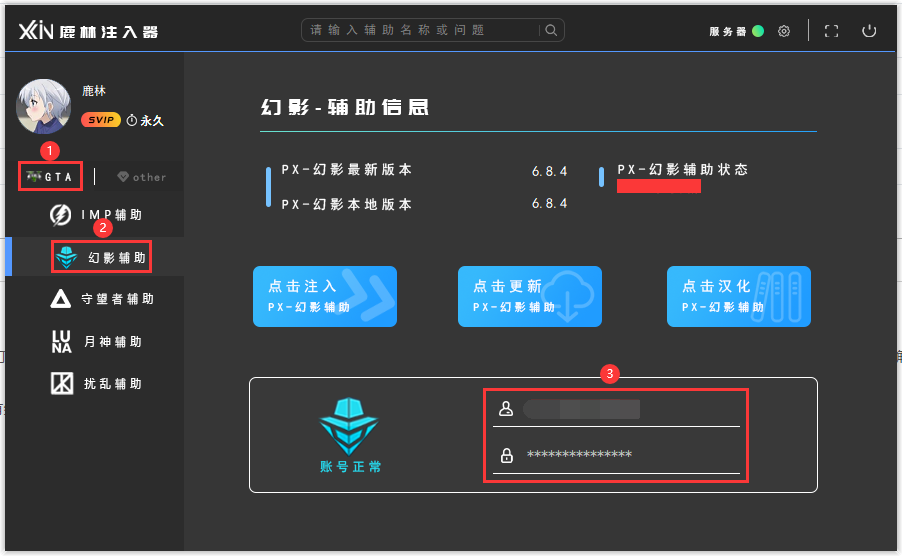 XXIN 鹿林注入器
请输入辅助名称或问题
服务器
鹿林
SVIP 永久
1
GTA
other
IMP辅助
2
幻影辅助
守望者辅助
LUNA 月神辅助
扰乱辅助
幻影-辅助信息
PX-幻影最新版本 6.8.4
PX-幻影辅助状态
PX-幻影本地版本 6.8.4
点击注入
PX-幻影辅助
点击更新
PX-幻影辅助
点击汉化
PX-幻影辅助
3
账号正常
***************